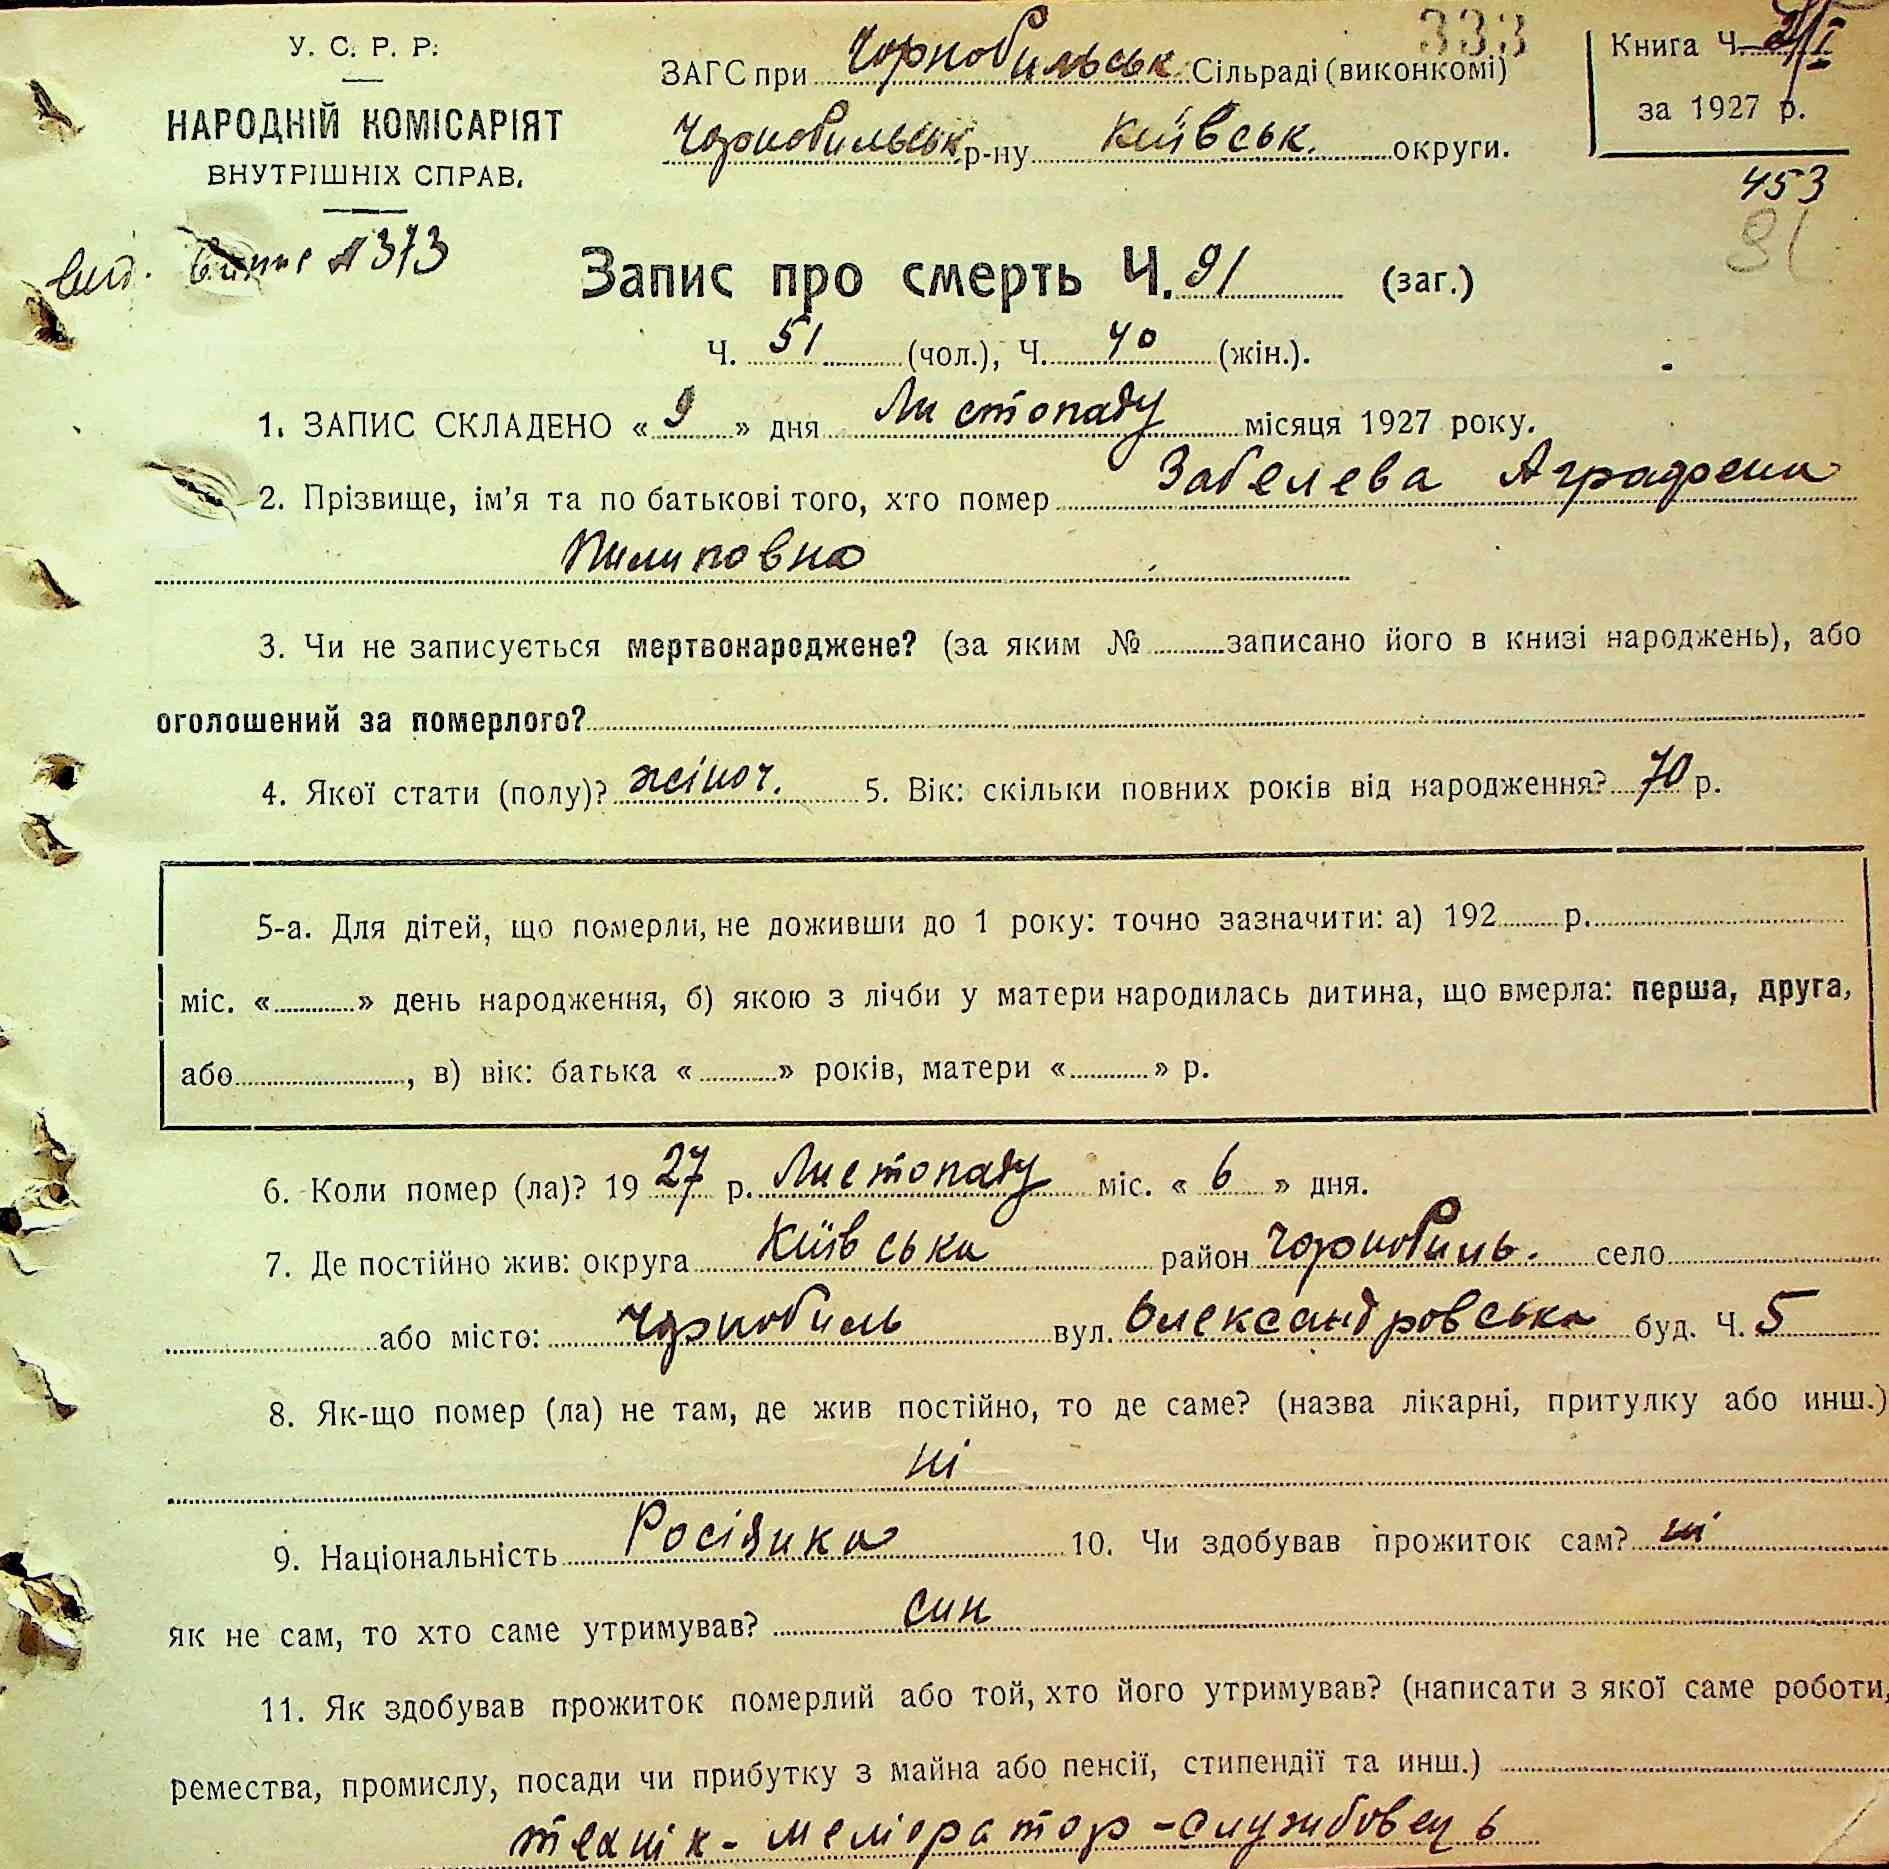 У. С. Р. Р.
НАРОДНІЙ КОМІСАРІЯТ
ВНУТРІШНІХ СПРАВ.
333
ЗАГС при Чорнобильськ Сільраді (виконкомі)
Чорнобильськ р-ну Київськ. округи.
Книга Ч.
за 1927 р.
453
91
вид. №373
Запис про смерть Ч. 91 (заг.)
Ч. 51 (чол.), Ч. 40 (жін.).
1. ЗАПИС СКЛАДЕНО « 9 » дня Листопаду місяця 1927 року.
2. Прізвище, ім'я та по батькові того, хто помер Забелева Аграфена
Пилиповна
3. Чи не записується мертвонароджене? (за яким № записано його в книзі народжень), або
оголошений за померлого?
4. Якої стати (полу)? жіноч. 5. Вік: скільки повних років від народження? 70 р.
5-а. Для дітей, що померли, не доживши до 1 року: точно зазначити: а) 192 р.
міс. « » день народження, б) якою з лічби у матери народилась дитина, що вмерла: перша, друга,
або , в) вік: батька « » років, матери « » р.
6. Коли помер (ла)? 19 27 р. Листопаду міс. « 6 » дня.
7. Де постійно жив: округа Київська район Чорнобиль. село
або місто: Чорнобиль вул. Олександровська буд. Ч. 5
8. Як-що помер (ла) не там, де жив постійно, то де саме? (назва лікарні, притулку або инш.)
ні
9. Національність Росіянка 10. Чи здобував прожиток сам? ні
як не сам, то хто саме утримував? син
11. Як здобував прожиток померлий або той, хто його утримував? (написати з якої саме роботи,
ремества, промислу, посади чи прибутку з майна або пенсії, стипендії та инш.)
технік - меліоратор - службовець